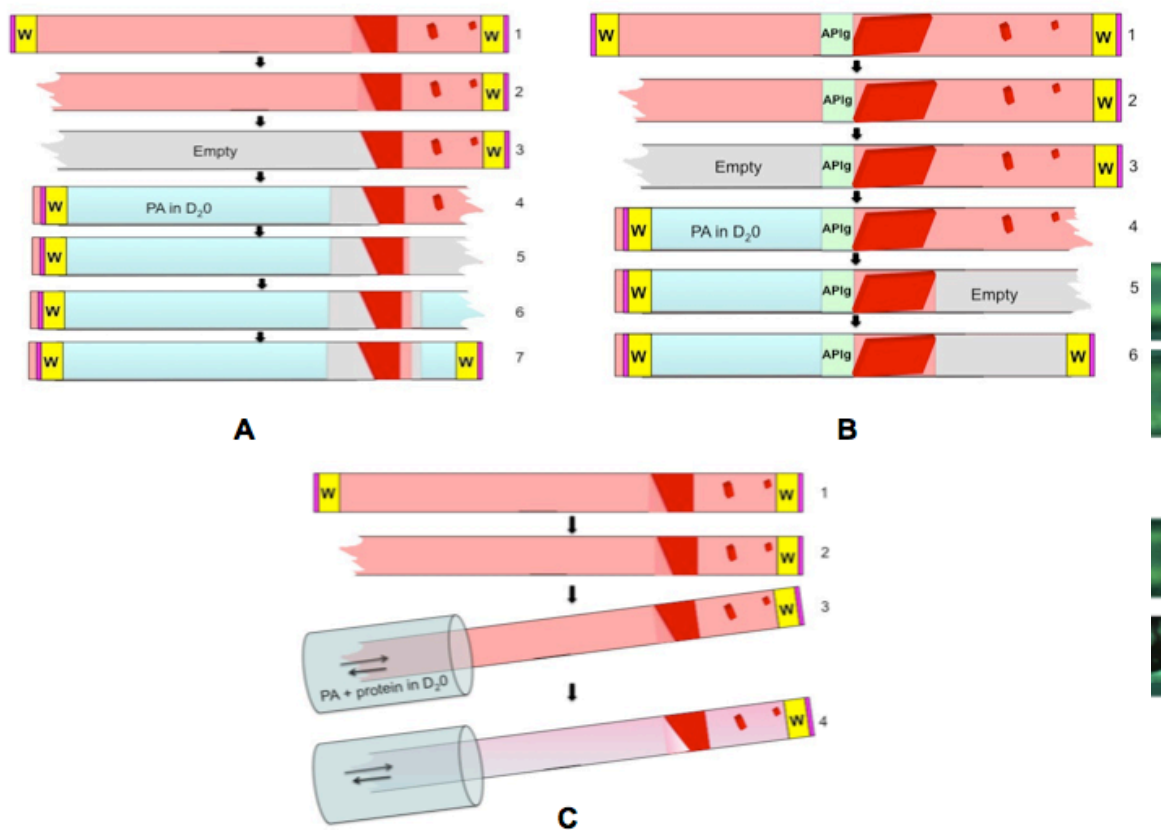 W W 1
2
W
Empty W 3
W PA in D₂0 4
W 5
W 6
W W 7
A
W APIg W 1
APIg W 2
Empty APIg W 3
W PA in D₂0 APIg 4
W APIg Empty 5
W APIg W 6
B
W W 1
W 2
W 3
PA + protein in D₂0
W 4
C